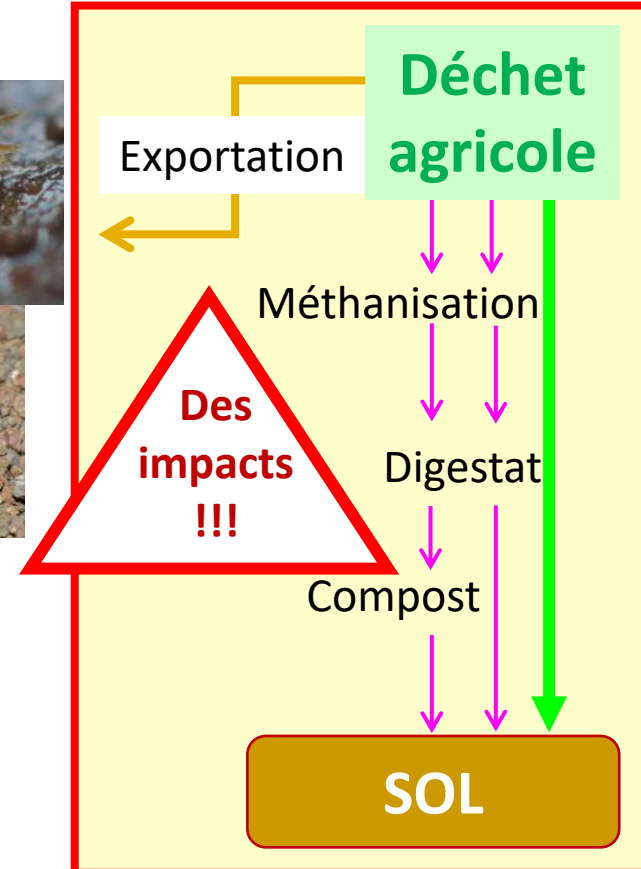 Déchet
agricole
Exportation
Méthanisation
Des
impacts
!!!
Digestat
Compost
SOL